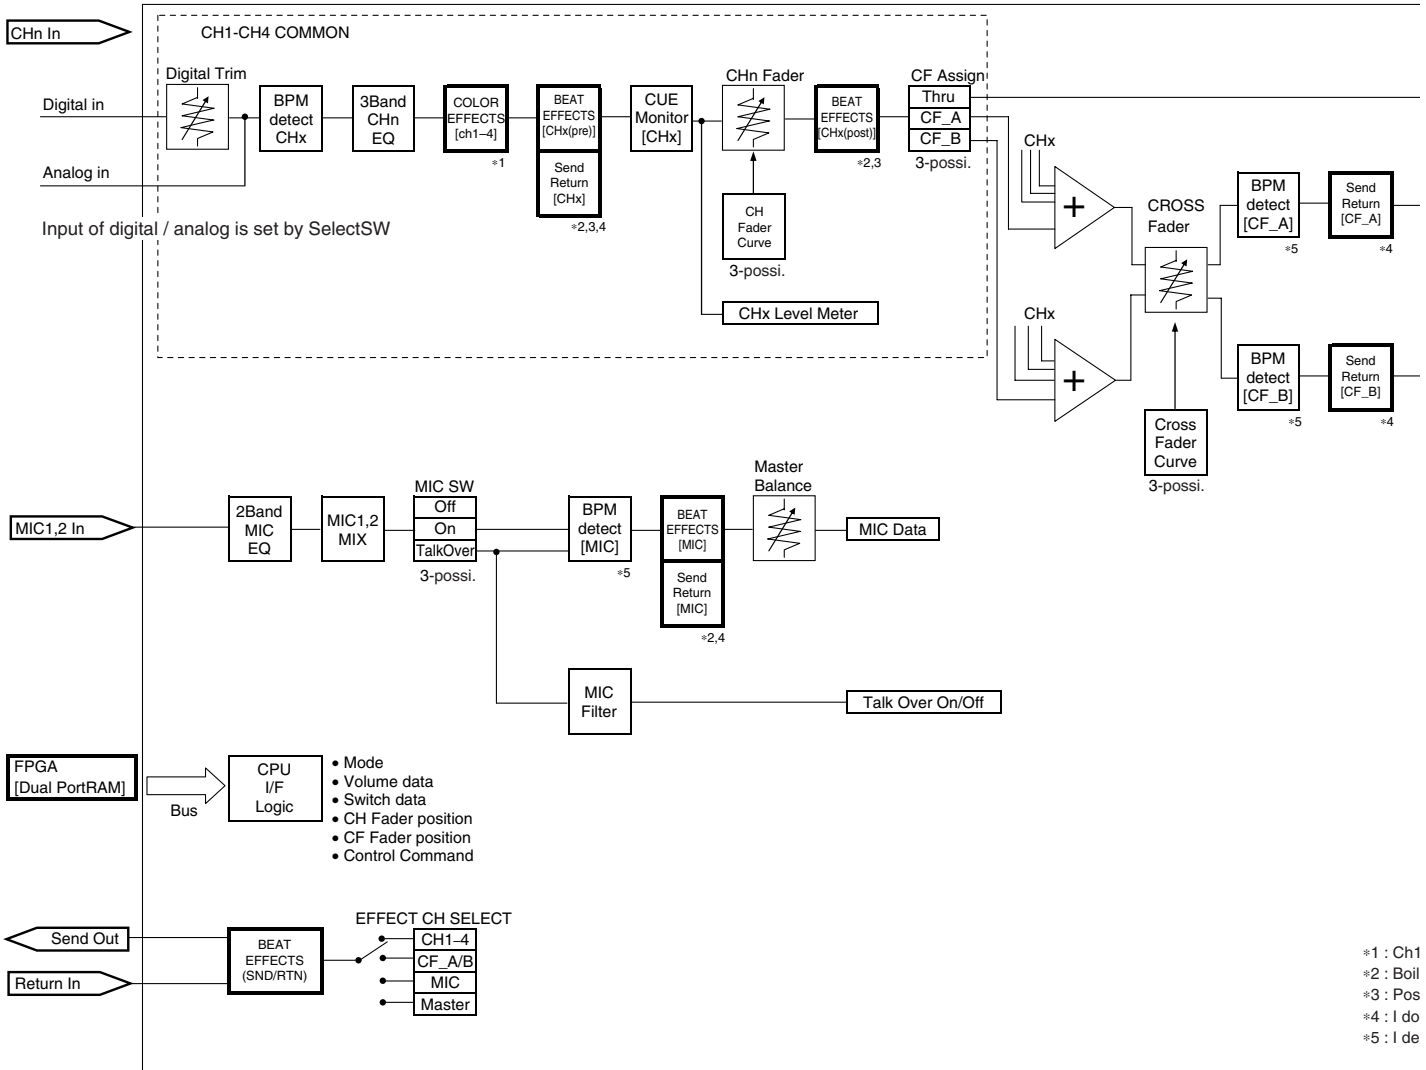 CHn In
CH1-CH4 COMMON
Digital Trim
CHn Fader
CF Assign
Digital in
BPM
detect
CHx
3Band
CHn
EQ
COLOR
EFFECTS
[ch1–4]
*1
BEAT
EFFECTS
[CHx(pre)]
Send
Return
[CHx]
*2,3,4
CUE
Monitor
[CHx]
BEAT
EFFECTS
[CHx(post)]
*2,3
Thru
CF_A
CF_B
3-possi.
Analog in
Input of digital / analog is set by SelectSW
CH
Fader
Curve
3-possi.
CHx Level Meter
CHx
+
CHx
+
CROSS
Fader
Cross
Fader
Curve
3-possi.
BPM
detect
[CF_A]
*5
Send
Return
[CF_A]
*4
BPM
detect
[CF_B]
*5
Send
Return
[CF_B]
*4
MIC1,2 In
2Band
MIC
EQ
MIC1,2
MIX
MIC SW
Off
On
TalkOver
3-possi.
BPM
detect
[MIC]
*5
BEAT
EFFECTS
[MIC]
Send
Return
[MIC]
*2,4
Master
Balance
MIC Data
MIC
Filter
Talk Over On/Off
FPGA
[Dual PortRAM]
Bus
CPU
I/F
Logic
• Mode
• Volume data
• Switch data
• CH Fader position
• CF Fader position
• Control Command
Send Out
Return In
BEAT
EFFECTS
(SND/RTN)
EFFECT CH SELECT
CH1–4
CF_A/B
MIC
Master
*1 : Ch1
*2 : Boil
*3 : Pos
*4 : I do
*5 : I de